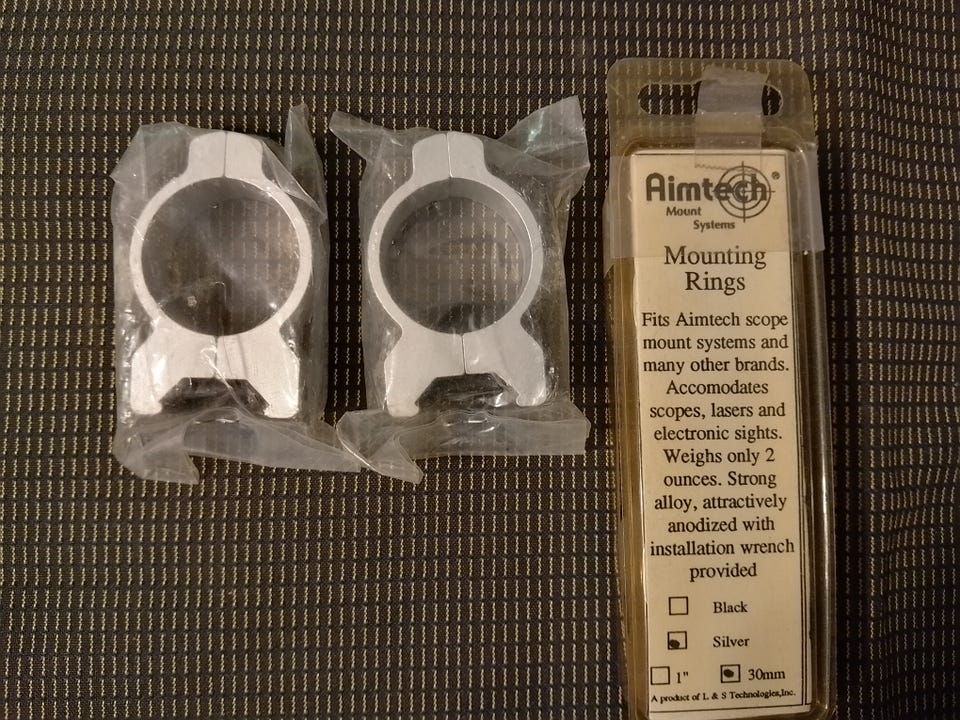 Aimtech®
Mount
Systems
Mounting
Rings
Fits Aimtech scope
mount systems and
many other brands.
Accomodates
scopes, lasers and
electronic sights.
Weighs only 2
ounces. Strong
alloy, attractively
anodized with
installation wrench
provided
Black
Silver
1" 30mm
A product of L & S Technologies,Inc.